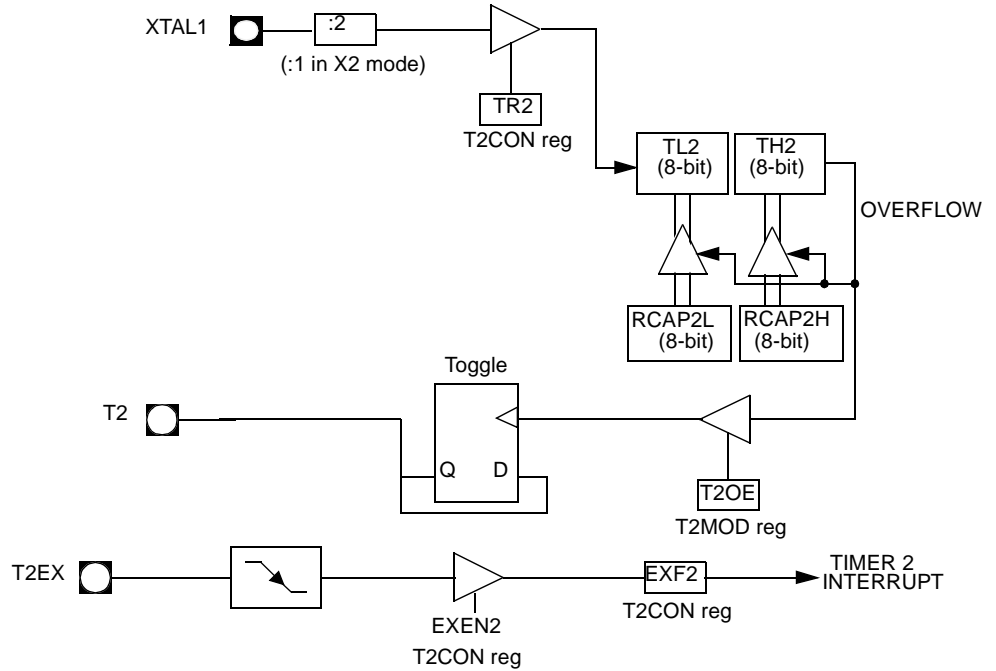 XTAL1
:2
(:1 in X2 mode)
TR2
T2CON reg
TL2
(8-bit)
TH2
(8-bit)
OVERFLOW
RCAP2L
(8-bit)
RCAP2H
(8-bit)
Toggle
T2
Q
D
T2OE
T2MOD reg
T2EX
EXEN2
T2CON reg
EXF2
T2CON reg
TIMER 2
INTERRUPT